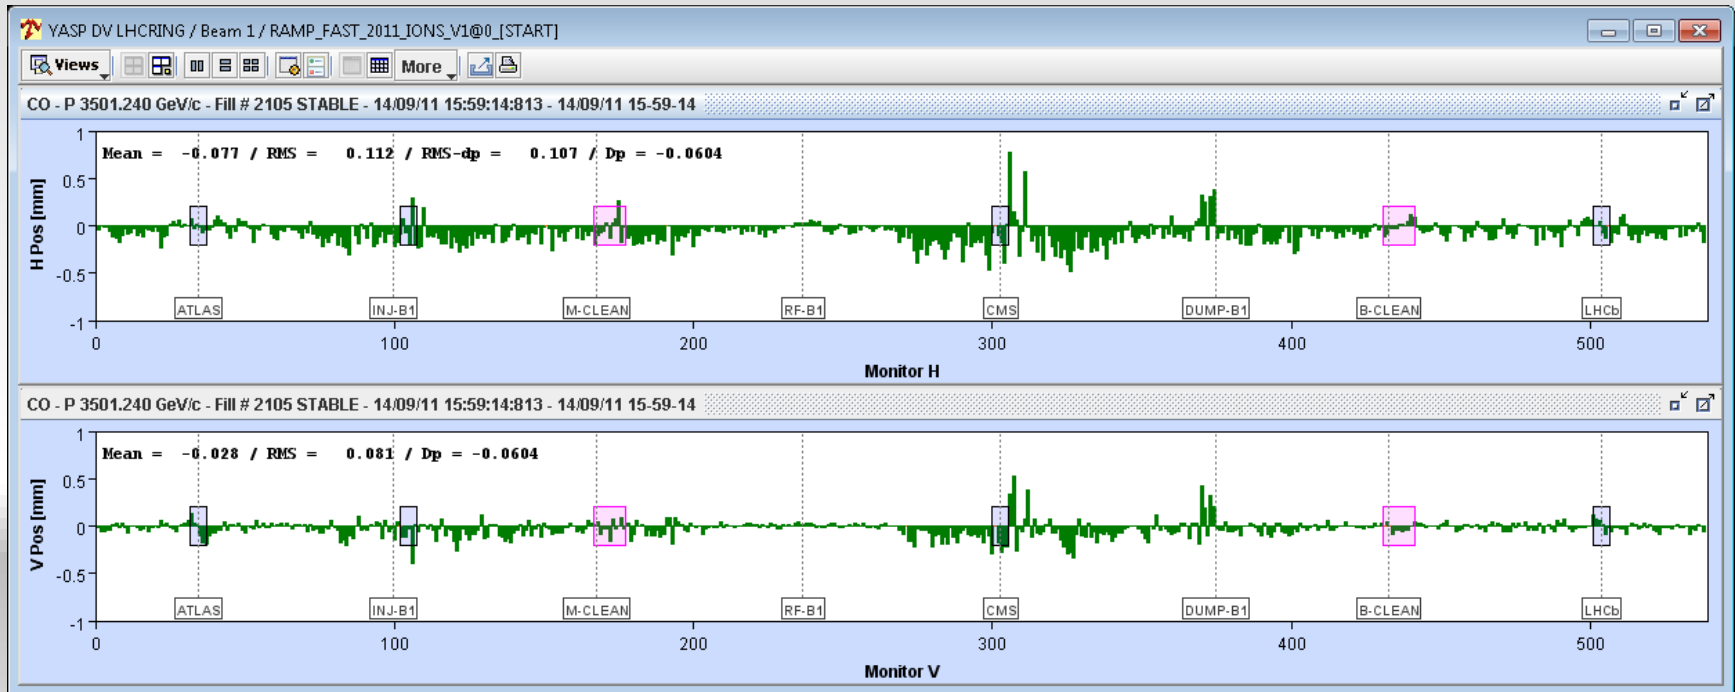 YASP DV LHCRING / Beam 1 / RAMP_FAST_2011_IONS_V1@0_[START]
Views More
CO - P 3501.240 GeV/c - Fill # 2105 STABLE - 14/09/11 15:59:14:813 - 14/09/11 15-59-14
Mean = -0.077 / RMS = 0.112 / RMS-dp = 0.107 / Dp = -0.0604
H Pos [mm]
1
0.5
0
-0.5
-1
ATLAS INJ-B1 M-CLEAN RF-B1 CMS DUMP-B1 B-CLEAN LHCb
0 100 200 300 400 500
Monitor H
CO - P 3501.240 GeV/c - Fill # 2105 STABLE - 14/09/11 15:59:14:813 - 14/09/11 15-59-14
Mean = -0.028 / RMS = 0.081 / Dp = -0.0604
V Pos [mm]
1
0.5
0
-0.5
-1
ATLAS INJ-B1 M-CLEAN RF-B1 CMS DUMP-B1 B-CLEAN LHCb
0 100 200 300 400 500
Monitor V